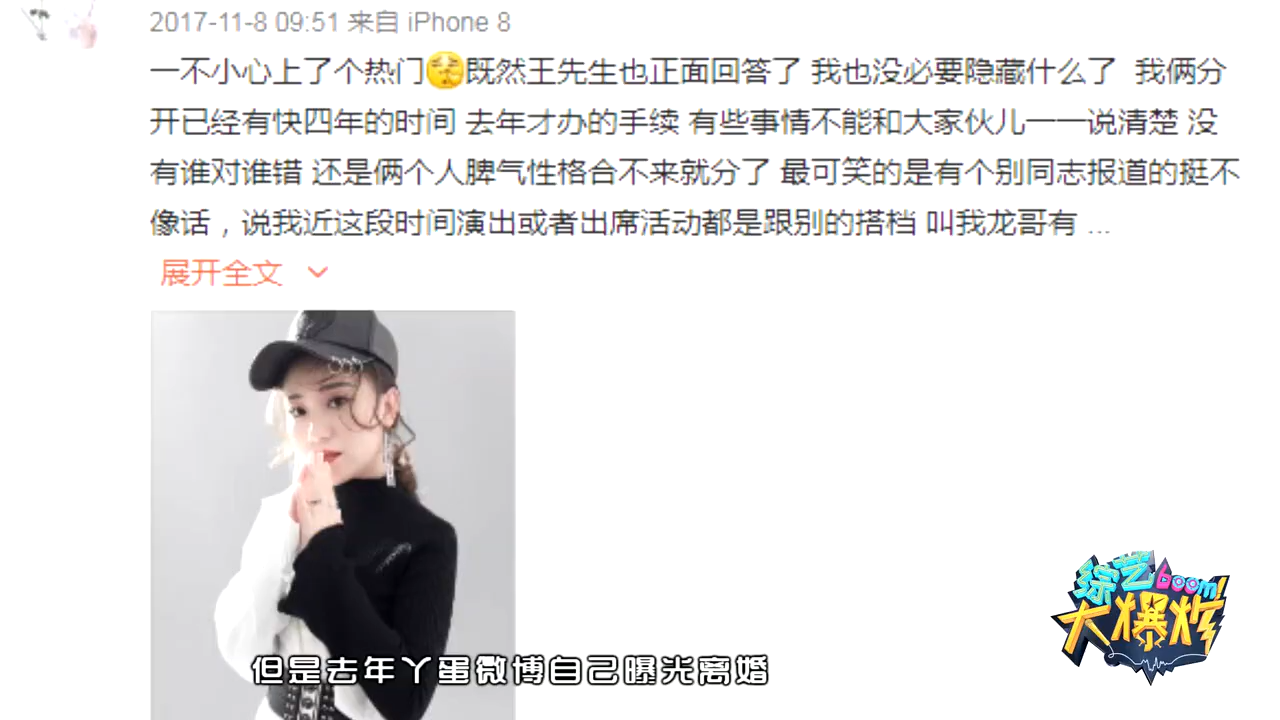 2017-11-8 09:51 来自 iPhone 8
一不小心上了个热门既然王先生也正面回答了 我也没必要隐藏什么了 我俩分
开已经有快四年的时间 去年才办的手续 有些事情不能和大家伙儿一一说清楚 没
有谁对谁错 还是俩个人脾气性格合不来就分了 最可笑的是有个别同志报道的挺不
像话，说我近这段时间演出或者出席活动都是跟别的搭档 叫我龙哥有 ...
展开全文
综艺boom!
大爆炸
但是去年丫蛋微博自己曝光离婚